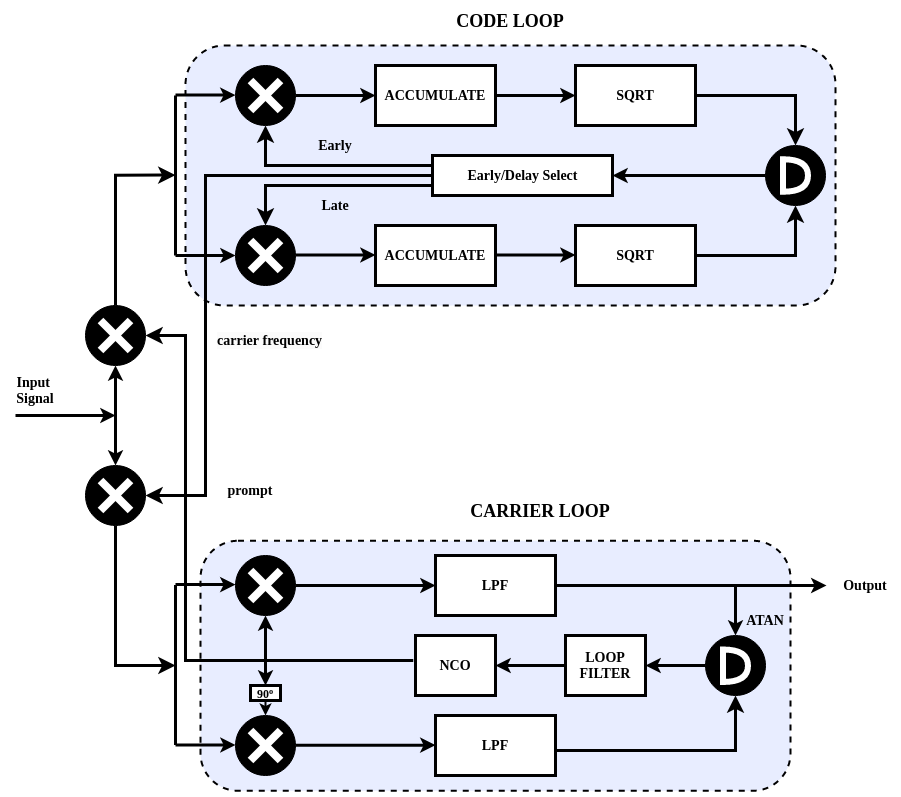 CODE LOOP
ACCUMULATE
SQRT
Early
Early/Delay Select
D
Late
ACCUMULATE
SQRT
carrier frequency
Input
Signal
prompt
CARRIER LOOP
LPF
Output
ATAN
NCO
LOOP
FILTER
D
90º
LPF